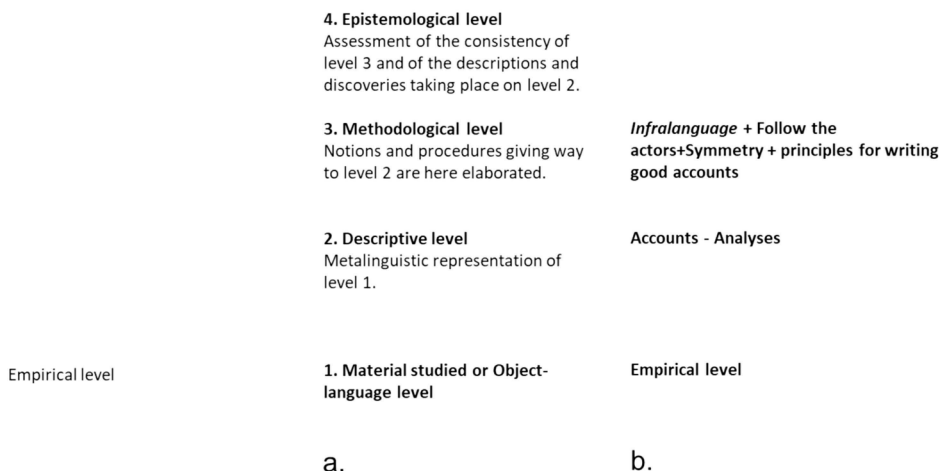 4. Epistemological level
Assessment of the consistency of
level 3 and of the descriptions and
discoveries taking place on level 2.
3. Methodological level
Notions and procedures giving way
to level 2 are here elaborated.
Infralanguage + Follow the
actors+Symmetry + principles for writing
good accounts
2. Descriptive level
Metalinguistic representation of
level 1.
Accounts - Analyses
Empirical level
1. Material studied or Object-
language level
Empirical level
a.
b.